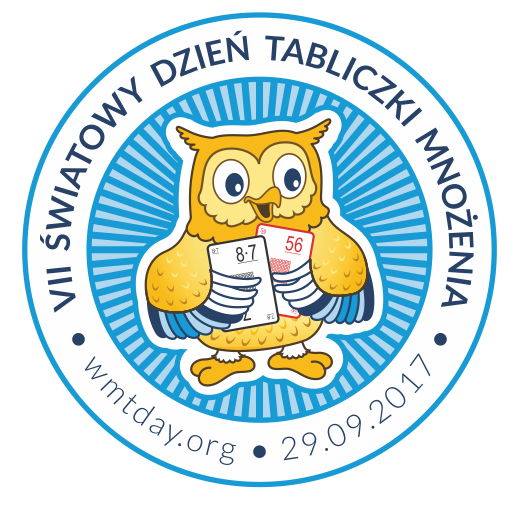 VII ŚWIATOWY DZIEŃ TABLICZKI MNOŻENIA
8·7
56
wmtday.org • 29.09.2017